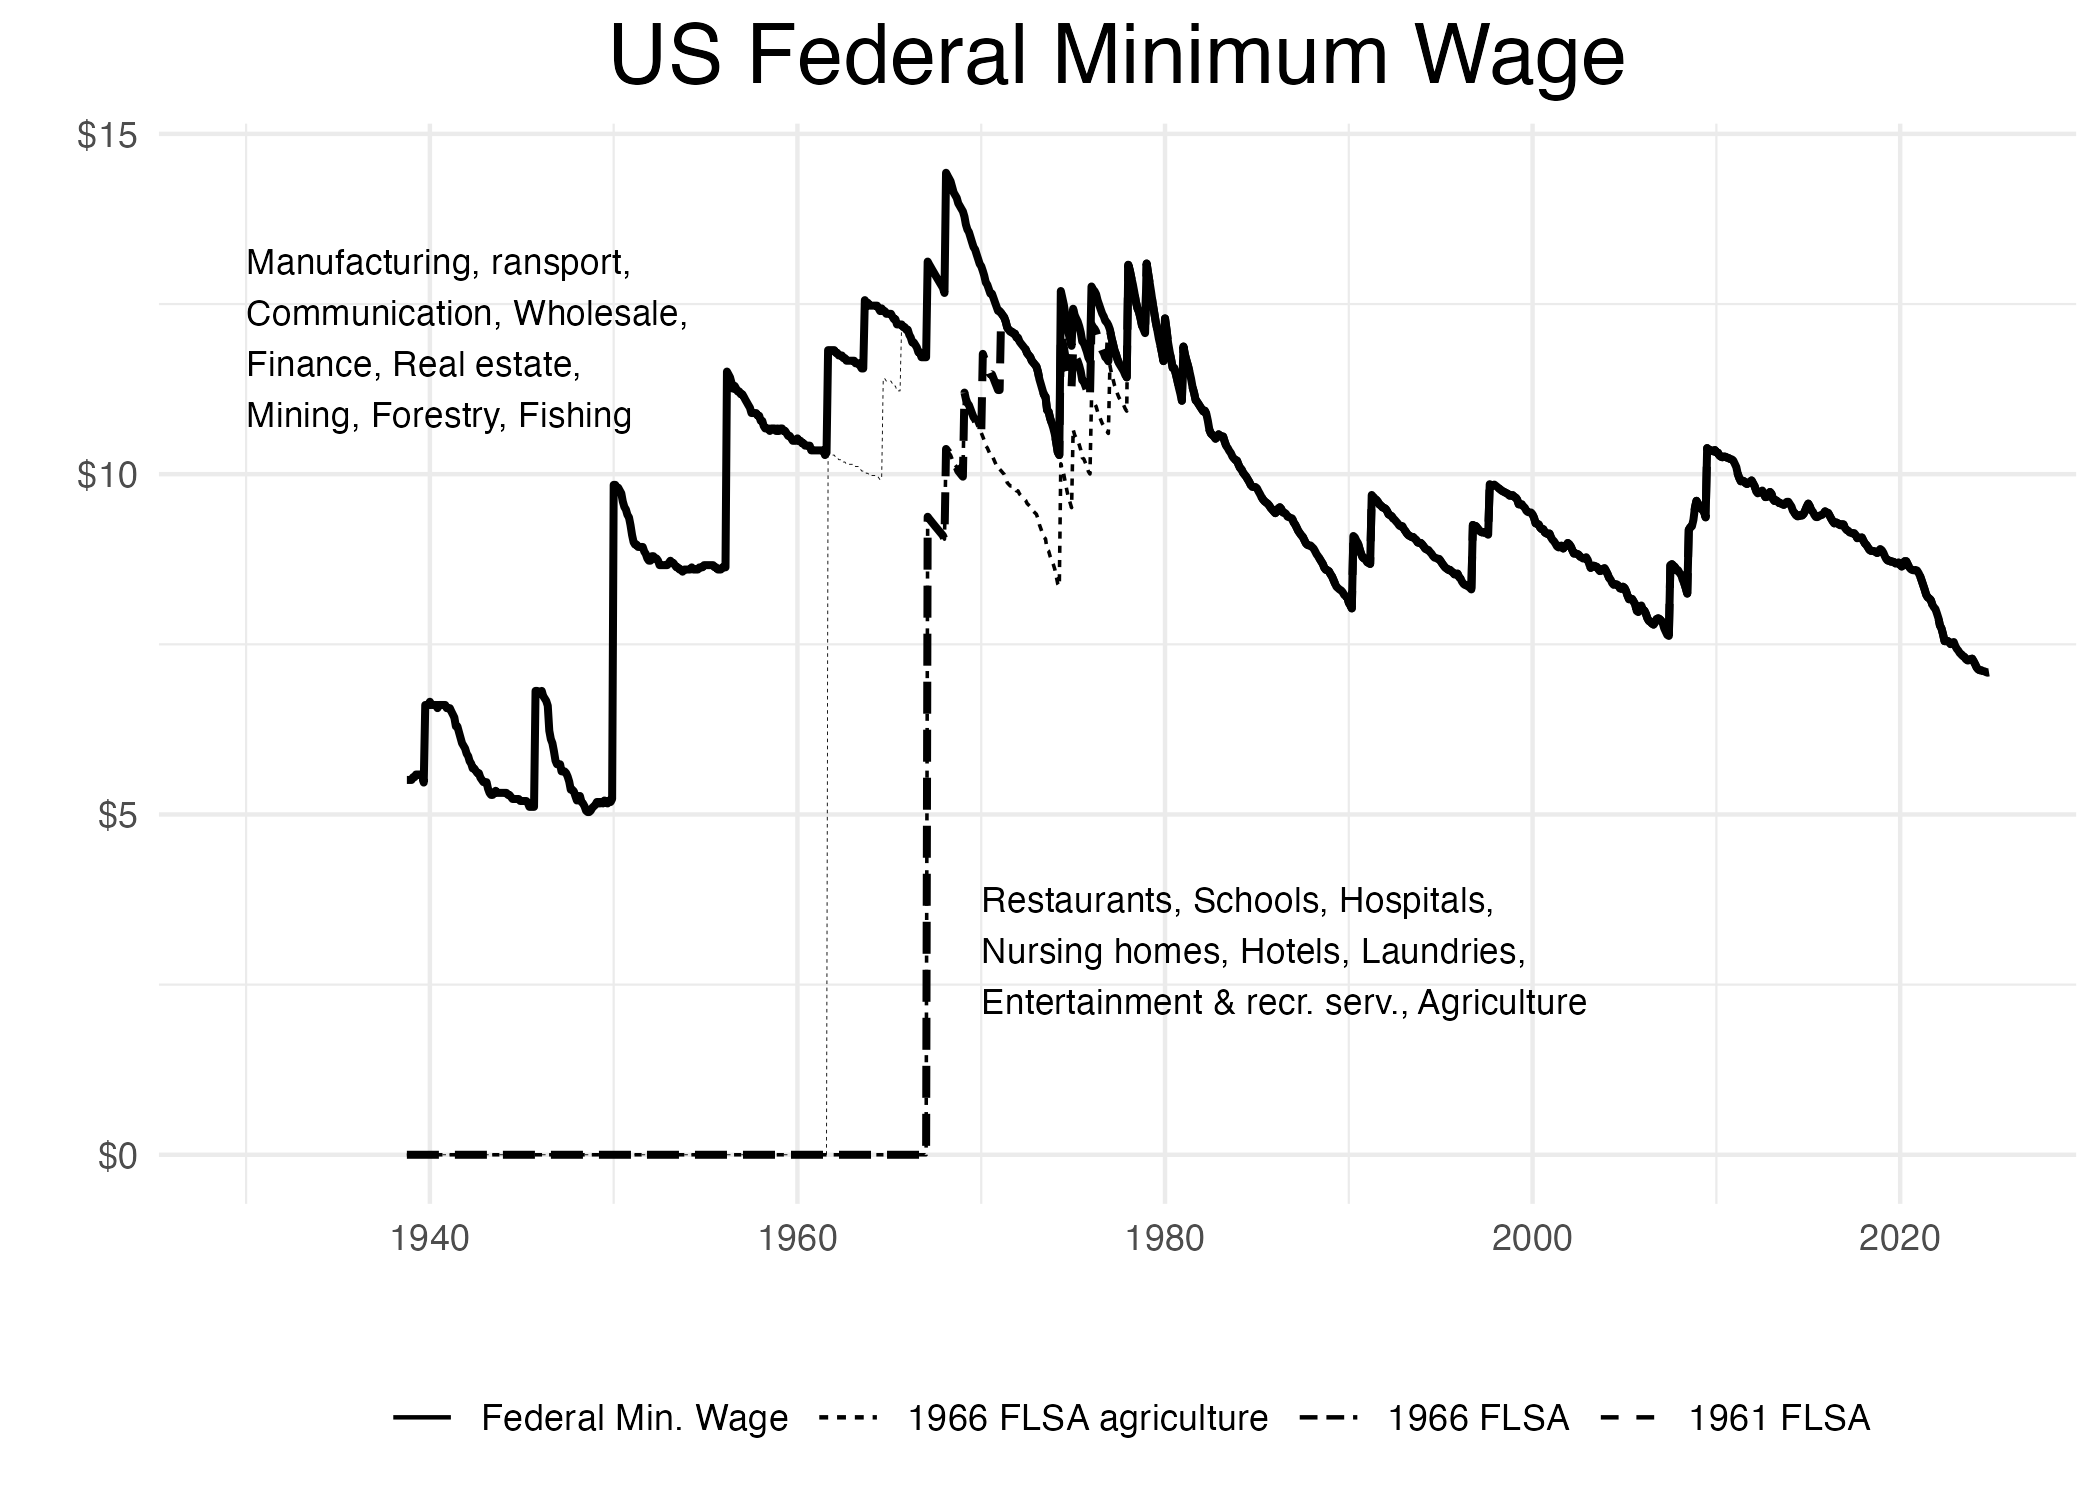 US Federal Minimum Wage
$15
Manufacturing, ransport,
Communication, Wholesale,
Finance, Real estate,
Mining, Forestry, Fishing
$10
$5
Restaurants, Schools, Hospitals,
Nursing homes, Hotels, Laundries,
Entertainment & recr. serv., Agriculture
$0
1940 1960 1980 2000 2020
Federal Min. Wage 1966 FLSA agriculture 1966 FLSA 1961 FLSA